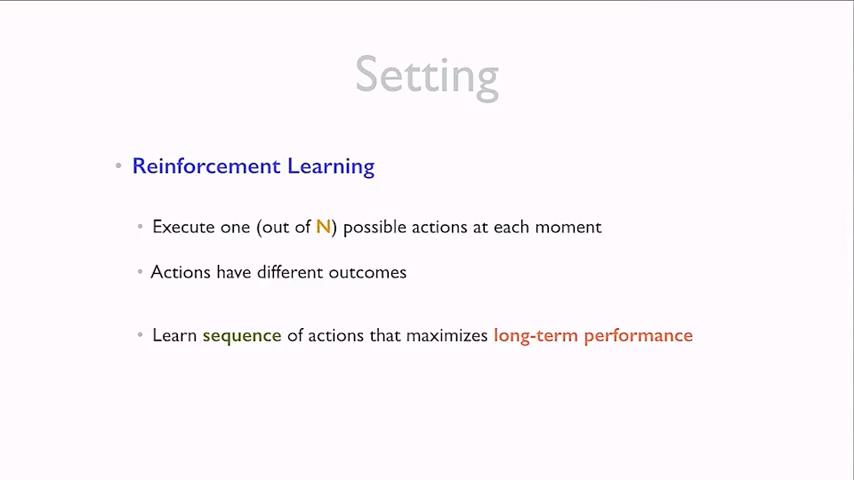 Setting
• Reinforcement Learning
• Execute one (out of N) possible actions at each moment
• Actions have different outcomes
• Learn sequence of actions that maximizes long-term performance